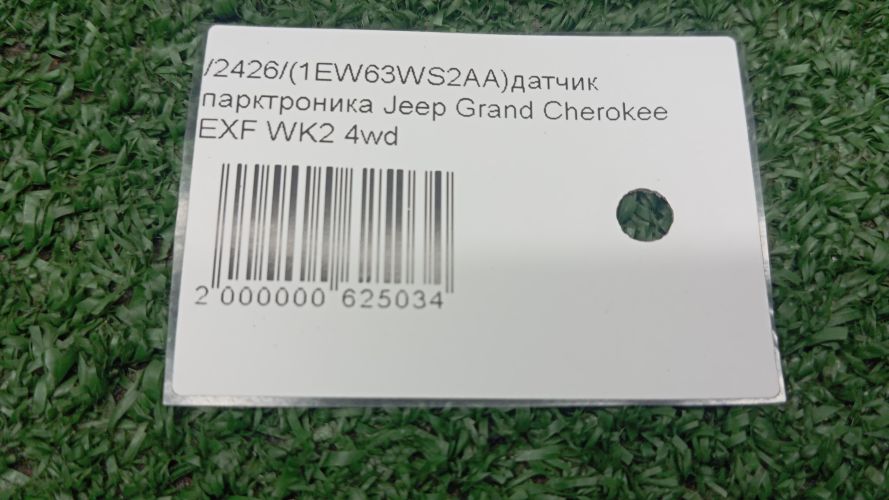 /2426/(1EW63WS2AA)датчик
парктроника Jeep Grand Cherokee
EXF WK2 4wd
2 000000 625034